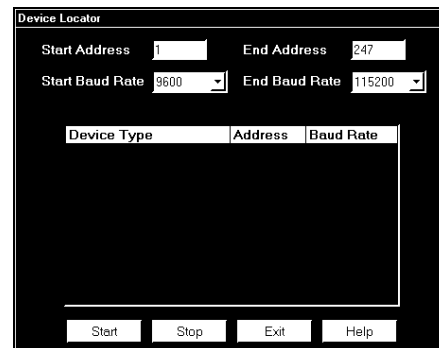 Device Locator
Start Address 1 End Address 247
Start Baud Rate 9600 End Baud Rate 115200
Device Type Address Baud Rate
Start Stop Exit Help